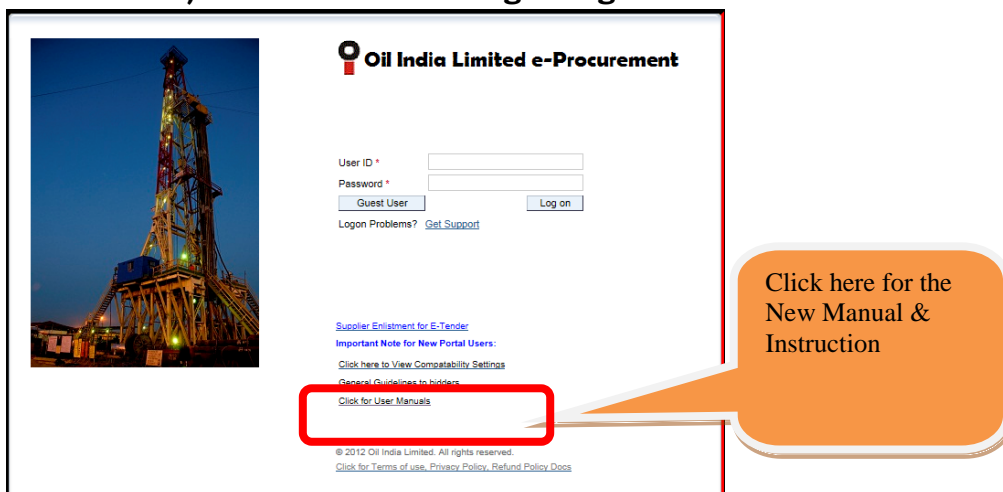 Oil India Limited e-Procurement
User ID *
Password *
Guest User Log on
Logon Problems? Get Support
Click here for the
New Manual &
Instruction
Supplier Enlistment for E-Tender
Important Note for New Portal Users:
Click here to View Compatability Settings
General Guidelines to bidders
Click for User Manuals
© 2012 Oil India Limited. All rights reserved.
Click for Terms of use, Privacy Policy, Refund Policy Docs